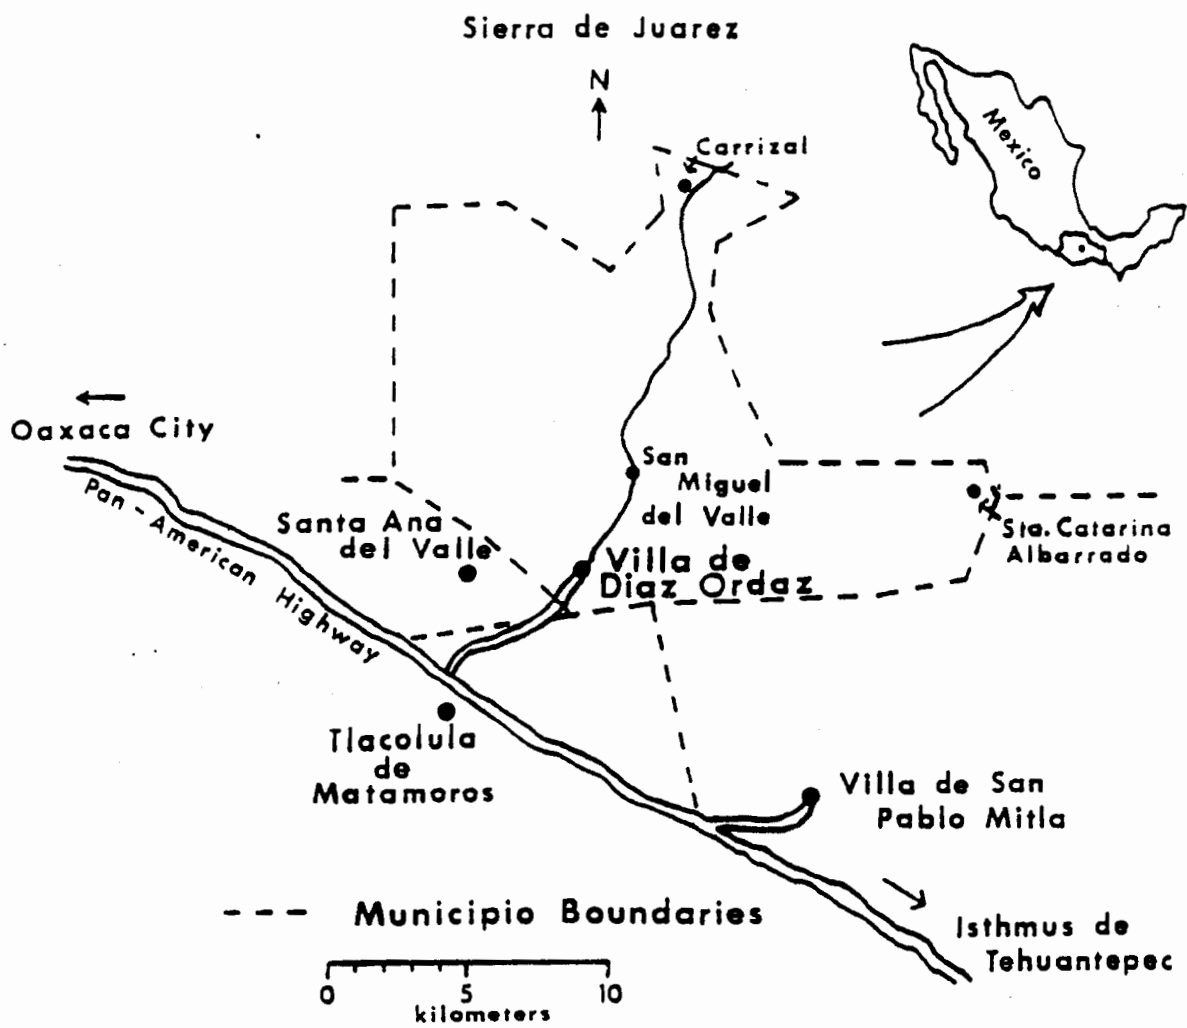 Sierra de Juarez
N
Carrizal
Mexico
Oaxaca City
Pan-American Highway
San
Miguel
del Valle
Santa Ana
del Valle
Sta. Catarina
Albarrado
Villa de
Diaz Ordaz
Tlacolula
de
Matamoros
Villa de San
Pablo Mitla
Municipio Boundaries
Isthmus de
Tehuantepec
0 5 10
kilometers